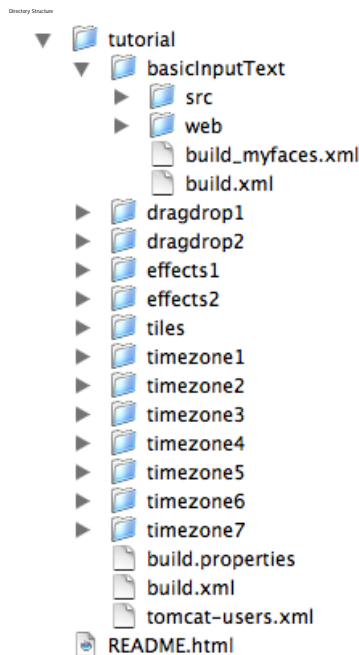 Directory Structure
tutorial
basicInputText
src
web
build_myfaces.xml
build.xml
dragdrop1
dragdrop2
effects1
effects2
tiles
timezone1
timezone2
timezone3
timezone4
timezone5
timezone6
timezone7
build.properties
build.xml
tomcat-users.xml
README.html